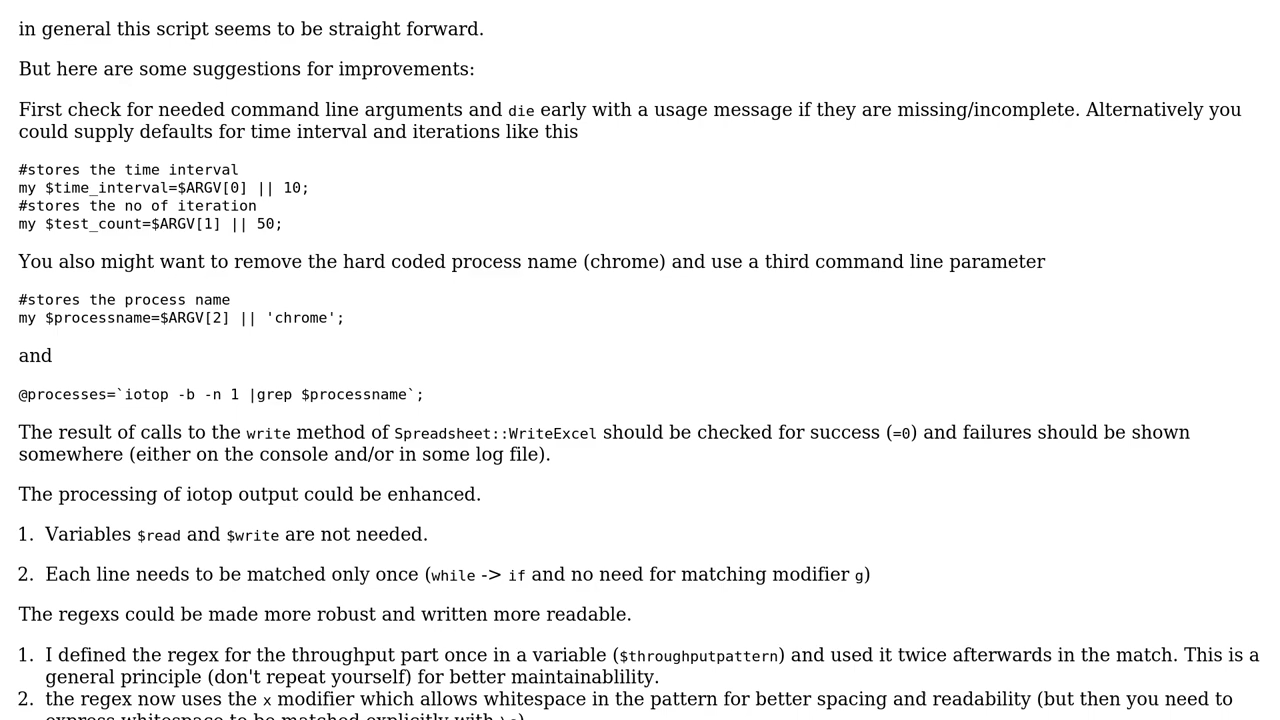 in general this script seems to be straight forward.
But here are some suggestions for improvements:
First check for needed command line arguments and die early with a usage message if they are missing/incomplete. Alternatively you
could supply defaults for time interval and iterations like this
#stores the time interval
my $time_interval=$ARGV[0] || 10;
#stores the no of iteration
my $test_count=$ARGV[1] || 50;
You also might want to remove the hard coded process name (chrome) and use a third command line parameter
#stores the process name
my $processname=$ARGV[2] || 'chrome';
and
@processes=`iotop -b -n 1 |grep $processname`;
The result of calls to the write method of Spreadsheet::WriteExcel should be checked for success (=0) and failures should be shown
somewhere (either on the console and/or in some log file).
The processing of iotop output could be enhanced.
1. Variables $read and $write are not needed.
2. Each line needs to be matched only once (while -> if and no need for matching modifier g)
The regexs could be made more robust and written more readable.
1. I defined the regex for the throughput part once in a variable ($throughputpattern) and used it twice afterwards in the match. This is a
general principle (don't repeat yourself) for better maintainablility.
2. the regex now uses the x modifier which allows whitespace in the pattern for better spacing and readability (but then you need to
express whitespace to be matched explicitly with